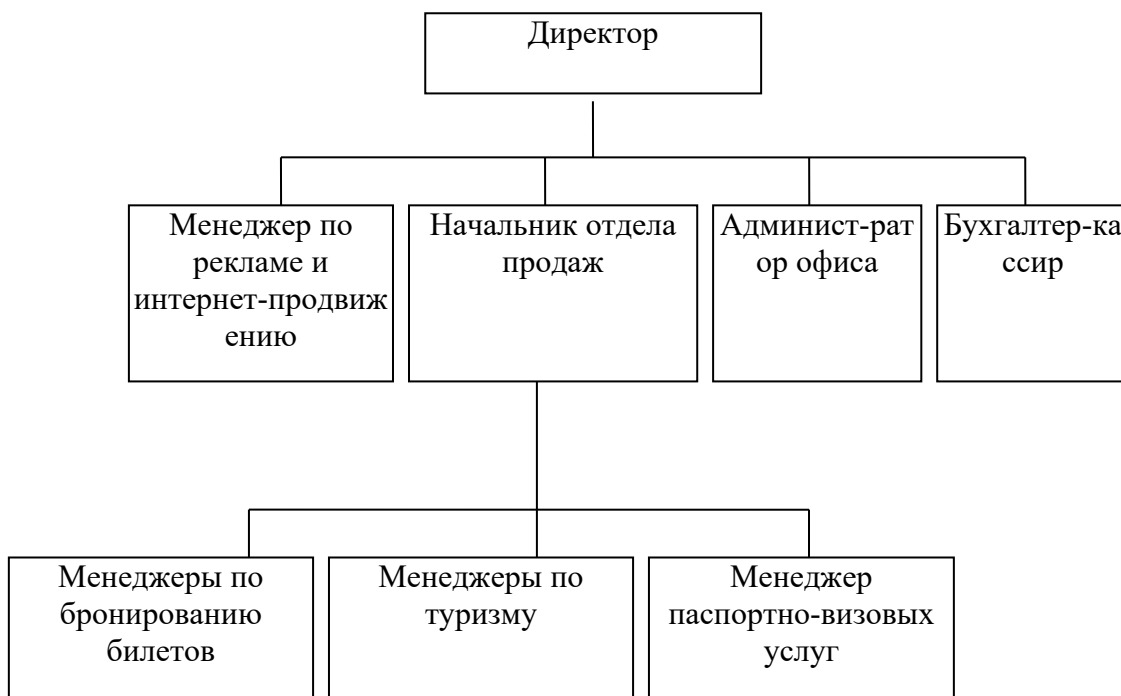 Директор
Менеджер по
рекламе и
интернет-продвиж
ению
Начальник отдела
продаж
Админист-рат
ор офиса
Бухгалтер-ка
ссир
Менеджеры по
бронированию
билетов
Менеджеры по
туризму
Менеджер
паспортно-визовых
услуг